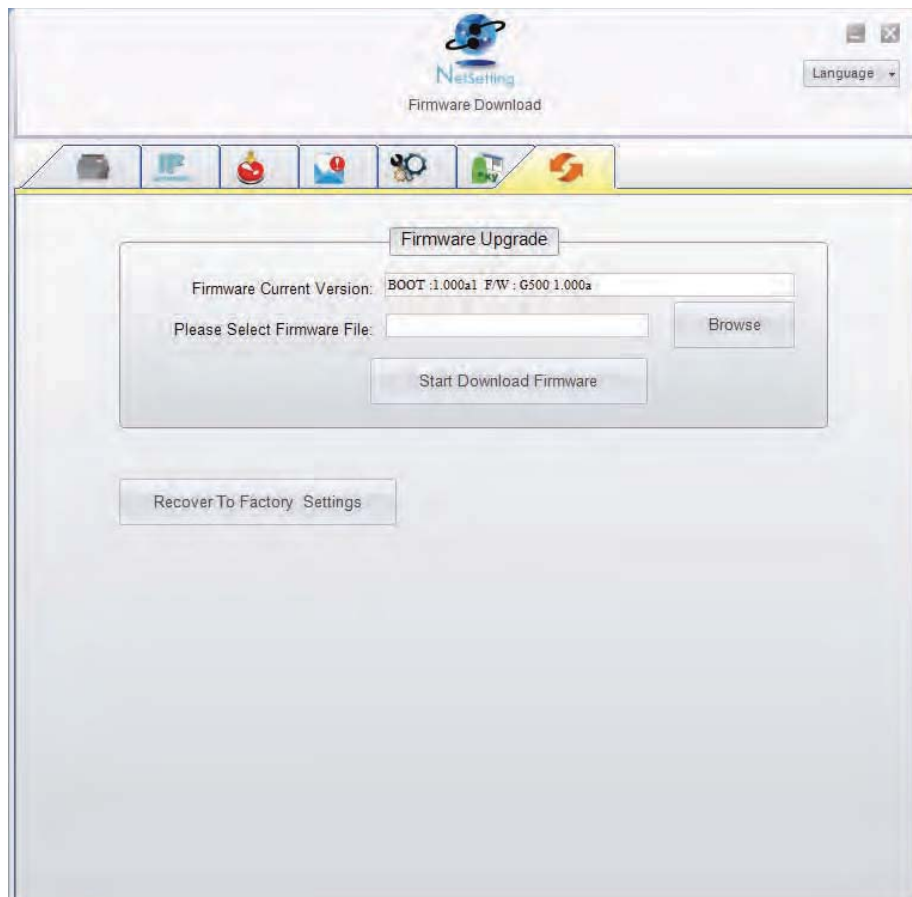 NetSetting
Language
Firmware Download
IP
Firmware Upgrade
Firmware Current Version: BOOT :1.000a1 F/W : G500 1.000a
Please Select Firmware File: Browse
Start Download Firmware
Recover To Factory Settings